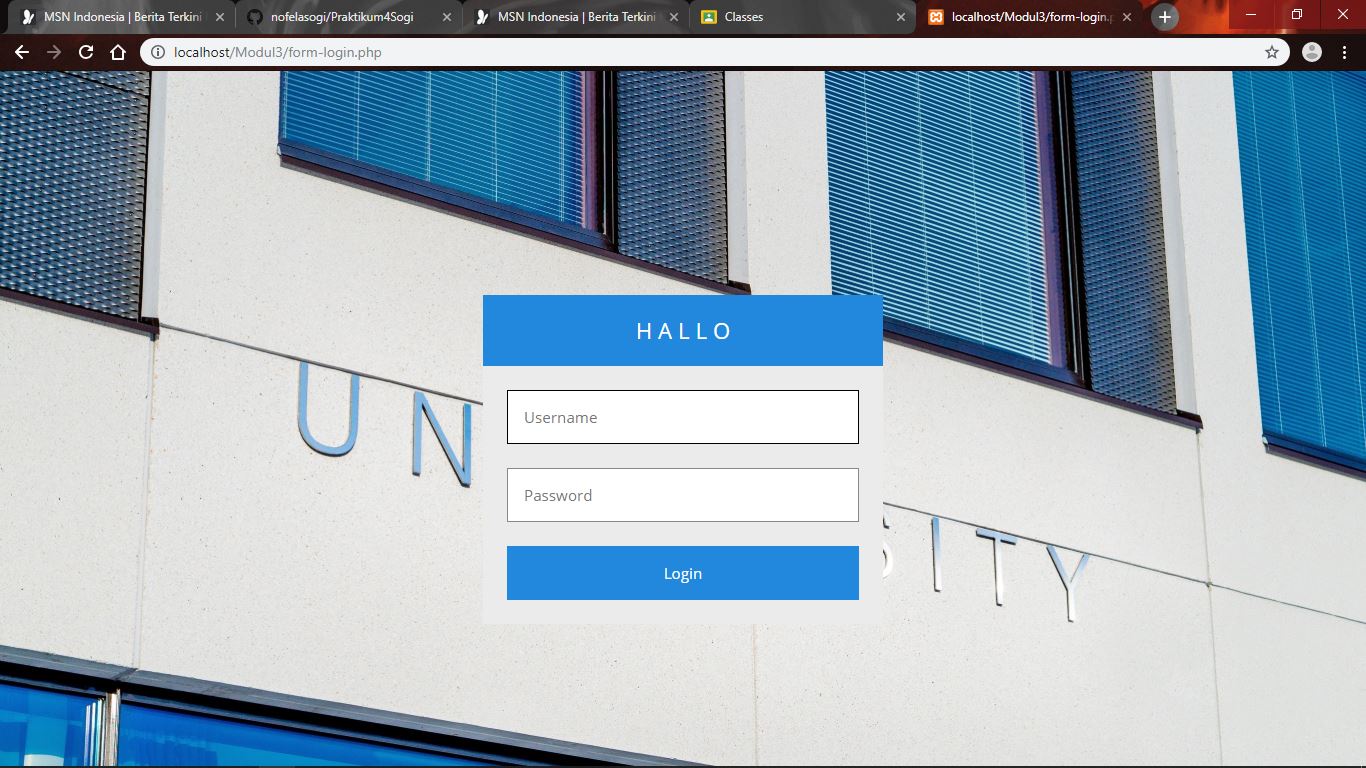 MSN Indonesia | Berita Terkini
nofelasogi/Praktikum4Sogi
MSN Indonesia | Berita Terkini
Classes
localhost/Modul3/form-login.p
localhost/Modul3/form-login.php
HALLO
UN
SITY
Username
Password
Login